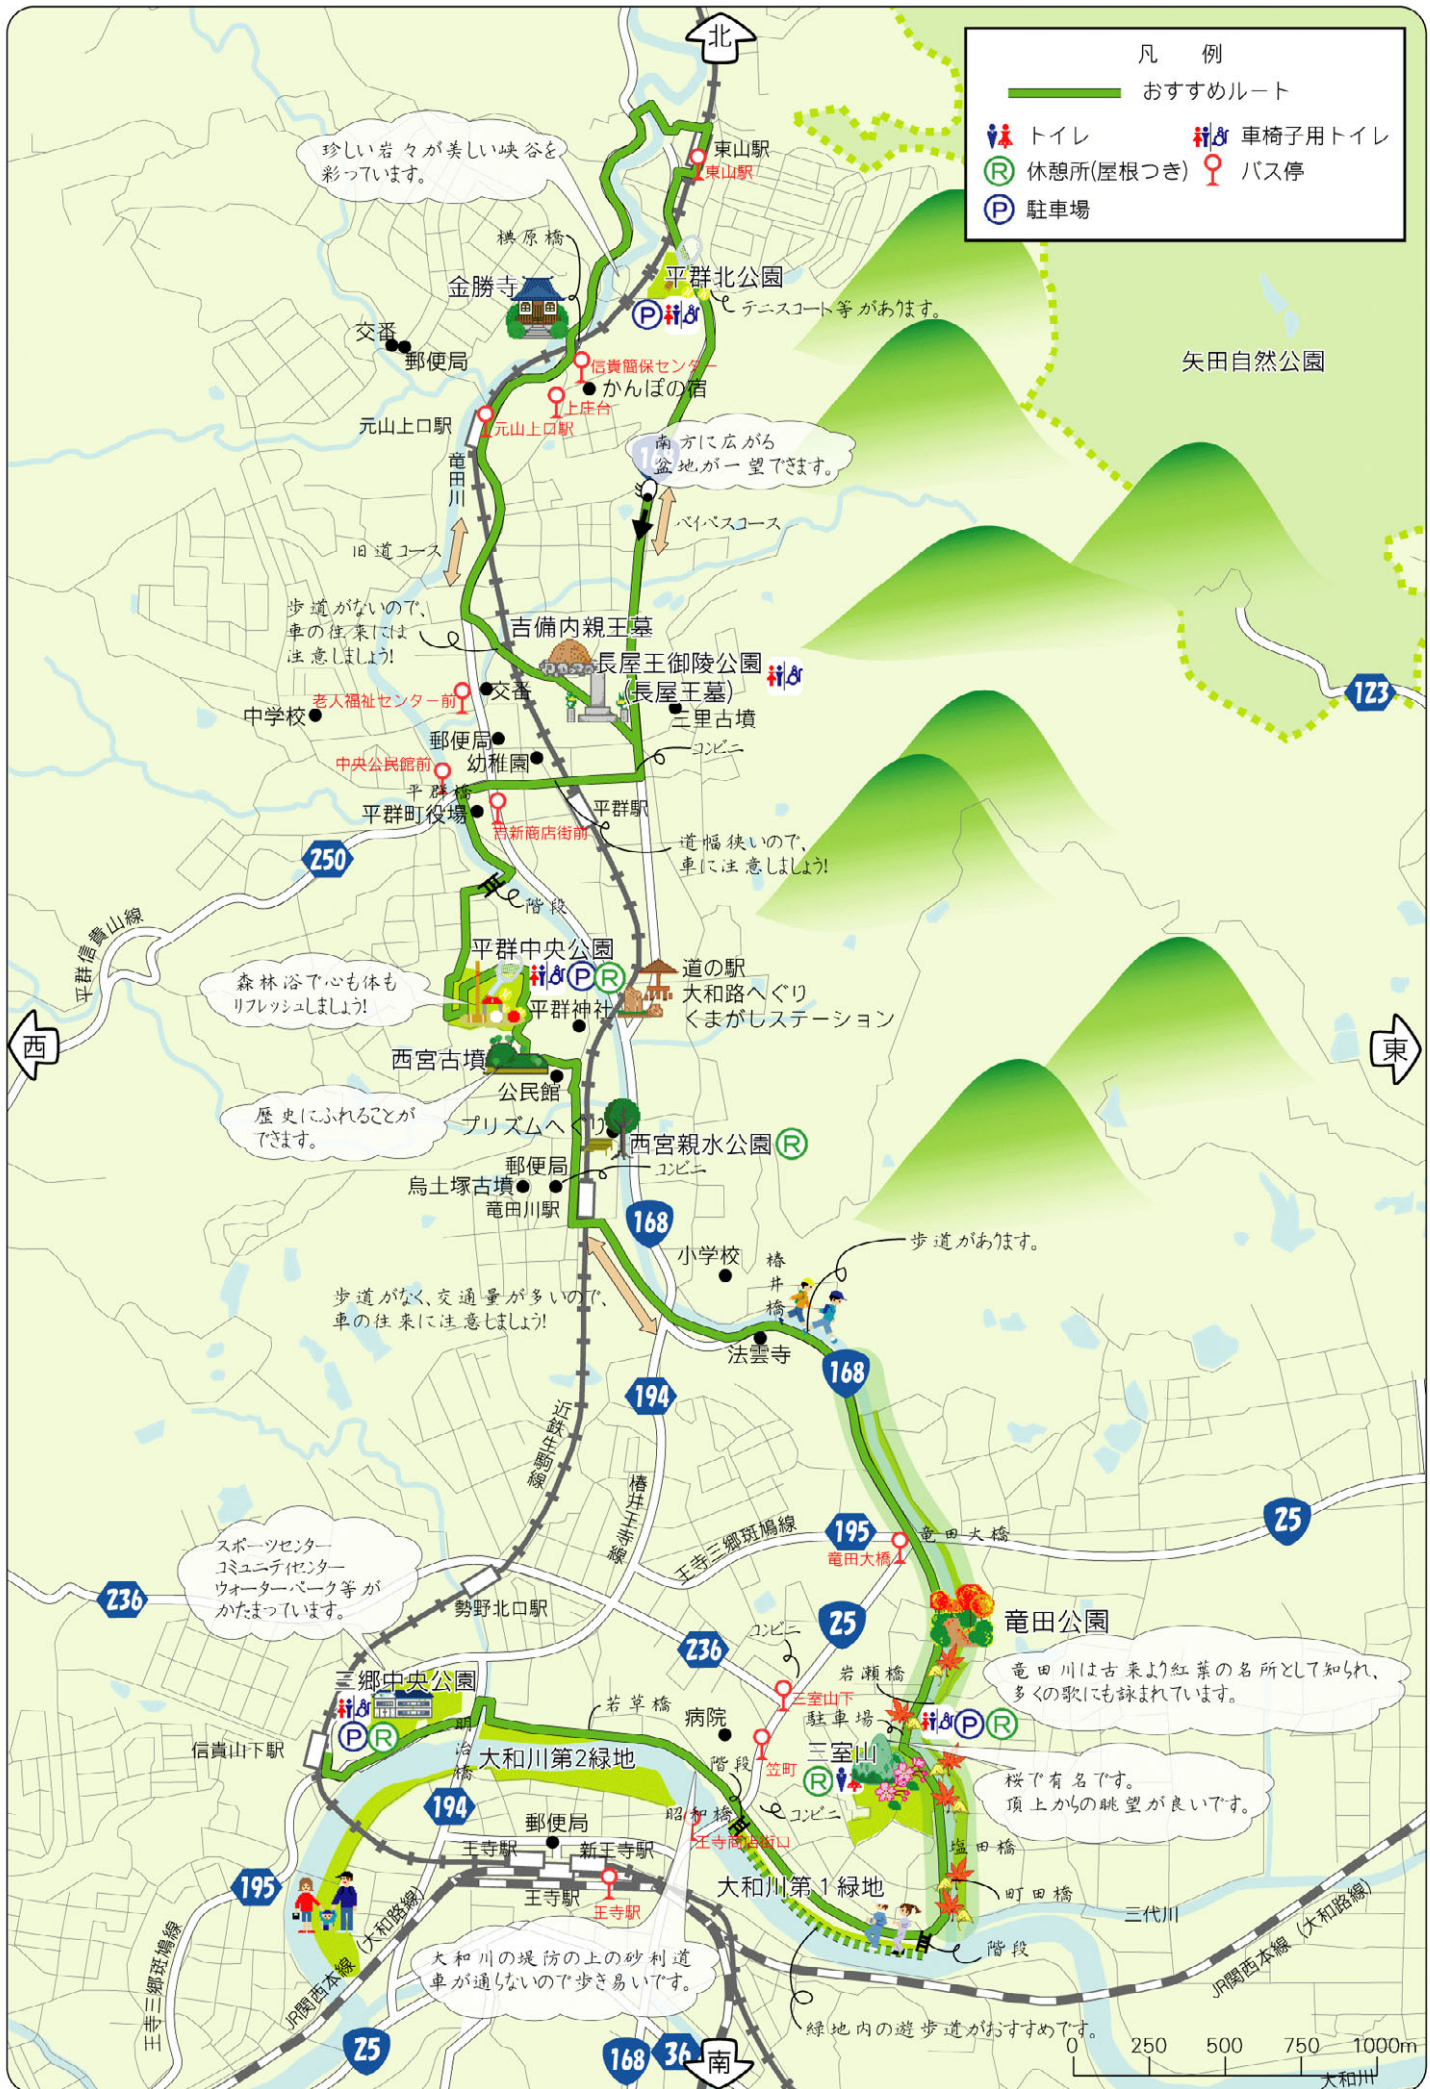 北
凡 例
おすすめルート
トイレ
車椅子用トイレ
R 休憩所(屋根つき)
バス停
P 駐車場
珍しい岩々が美しい峡谷を
彩っています。
東山駅
東山駅
椣原橋
金勝寺
平群北公園
P
テニスコート等があります。
交番
郵便局
矢田自然公園
信貴簡保センター
かんぽの宿
上庄台
元山上口駅
元山上口駅
168
南方に広がる
盆地が一望できます。
竜田川
バイパスコース
旧道コース
歩道がないので、
車の往来には
注意しましょう!
吉備内親王墓
長屋王御陵公園
(長屋王墓)
123
老人福祉センター前
交番
中学校
三里古墳
郵便局
コンビニ
幼稚園
中央公民館前
平群橋
平群町役場
吉新商店街前
平群駅
道幅狭いので、
車に注意しましょう!
250
階段
平群信貴山線
平群中央公園
P R
森林浴で心も体も
リフレッシュしましょう!
道の駅
大和路へぐり
くまがしステーション
平群神社
西
東
西宮古墳
公民館
歴史にふれることが
できます。
プリズムへぐり
西宮親水公園 R
郵便局
コンビニ
烏土塚古墳
竜田川駅
168
小学校
椿井橋
歩道があります。
歩道がなく、交通量が多いので、
車の往来に注意しましょう!
法雲寺
168
194
近鉄生駒線
椿井王寺線
25
195
竜田大橋
王寺三郷斑鳩線
竜田大橋
スポーツセンター
コミュニティセンター
ウォーターパーク等が
かたまっています。
236
勢野北口駅
25
竜田公園
コンビニ
236
岩瀬橋
竜田川は古来より紅葉の名所として知られ、
多くの歌にも詠まれています。
三郷中央公園
P R
三室山下
若草橋
病院
駐車場
P R
信貴山下駅
明治橋
大和川第2緑地
階段
笠町
三室山
R
桜で有名です。
頂上からの眺望が良いです。
194
昭和橋
コンビニ
郵便局
王寺商店街口
王寺駅
新王寺駅
塩田橋
195
王寺駅
王寺駅
大和川第1緑地
町田橋
三代川
王寺三郷斑鳩線
JR関西本線 (大和路線)
大和川の堤防の上の砂利道
車が通らないので歩き易いです。
階段
JR関西本線 (大和路線)
緑地内の遊歩道がおすすめです。
25
168
36
南
0 250 500 750 1000m
大和川